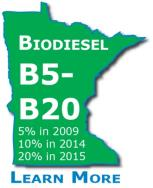 BIODIESEL
B5-
B20
5% in 2009
10% in 2014
20% in 2015
LEARN MORE